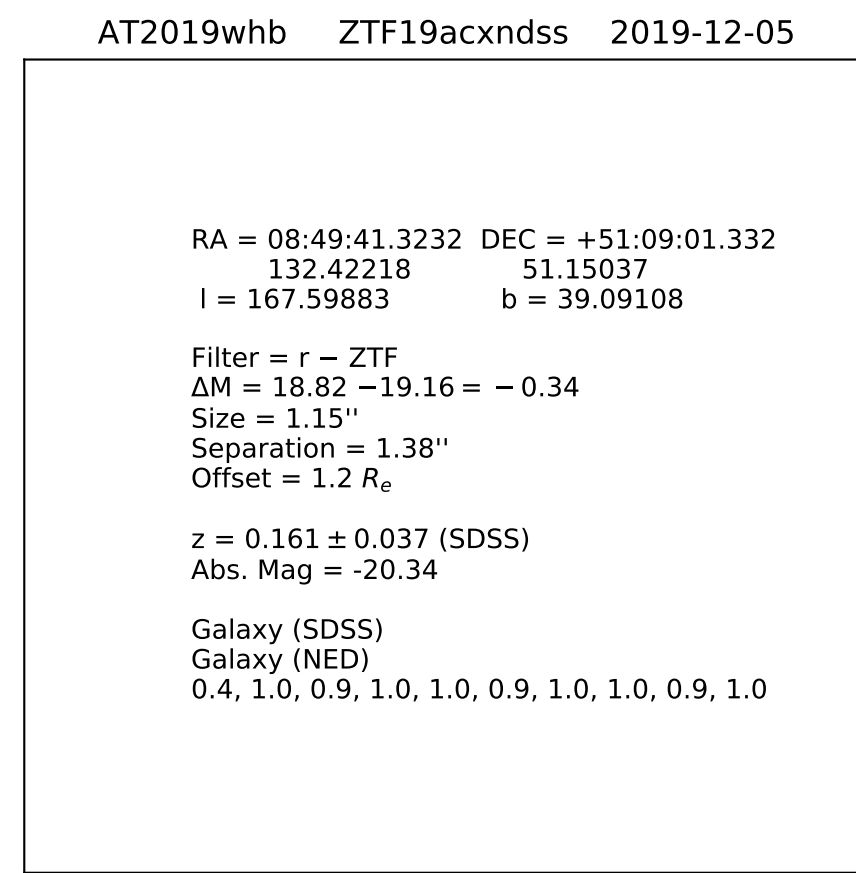 AT2019whb ZTF19acxndss 2019-12-05
RA = 08:49:41.3232 DEC = +51:09:01.332
132.42218 51.15037
l = 167.59883 b = 39.09108
Filter = r − ZTF
ΔM = 18.82 −19.16 = − 0.34
Size = 1.15''
Separation = 1.38''
Offset = 1.2 Re
z = 0.161 ± 0.037 (SDSS)
Abs. Mag = -20.34
Galaxy (SDSS)
Galaxy (NED)
0.4, 1.0, 0.9, 1.0, 1.0, 0.9, 1.0, 1.0, 0.9, 1.0